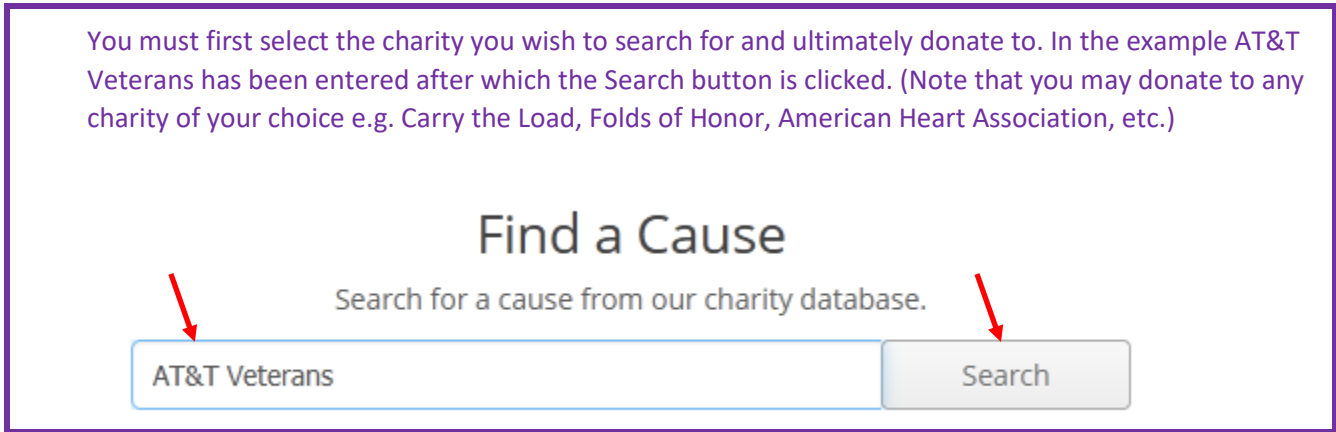 You must first select the charity you wish to search for and ultimately donate to. In the example AT&T
Veterans has been entered after which the Search button is clicked. (Note that you may donate to any
charity of your choice e.g. Carry the Load, Folds of Honor, American Heart Association, etc.)
Find a Cause
Search for a cause from our charity database.
AT&T Veterans Search